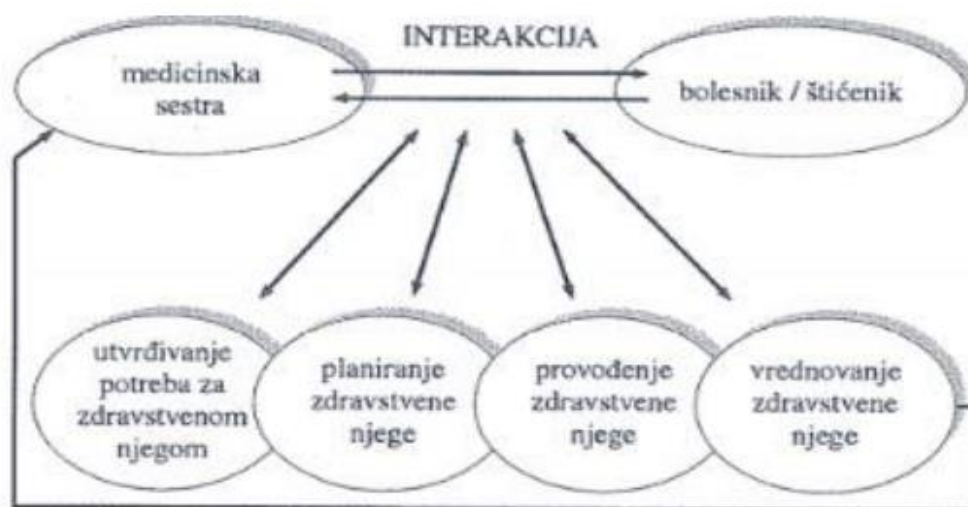 INTERAKCIJA
medicinska
sestra
bolesnik / štićenik
utvrđivanje
potreba za
zdravstvenom
njegom
planiranje
zdravstvene
njege
provođenje
zdravstvene
njege
vrednovanje
zdravstvene
njege